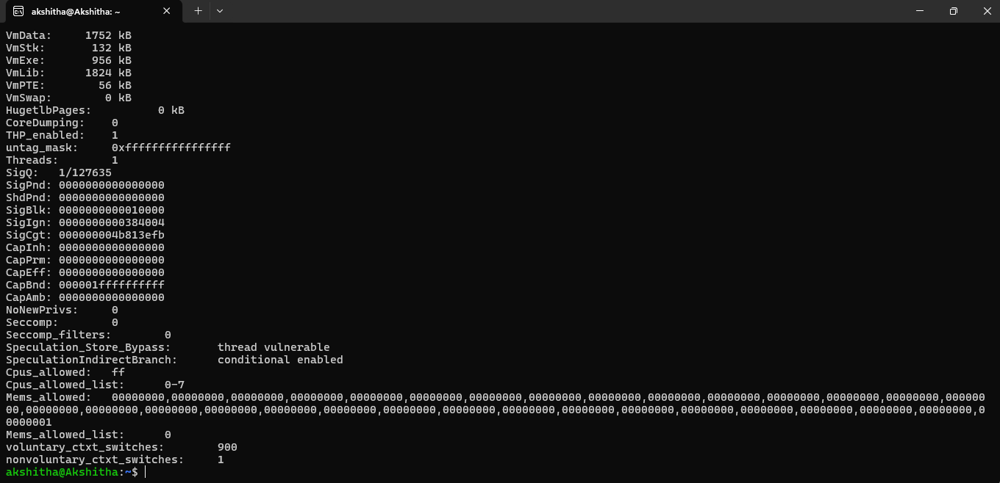 akshitha@Akshitha: ~
VmData:     1752 kB
VmStk:       132 kB
VmExe:       956 kB
VmLib:      1824 kB
VmPTE:        56 kB
VmSwap:        0 kB
HugetlbPages:          0 kB
CoreDumping:    0
THP_enabled:    1
untag_mask:     0xffffffffffffffff
Threads:        1
SigQ:   1/127635
SigPnd: 0000000000000000
ShdPnd: 0000000000000000
SigBlk: 0000000000010000
SigIgn: 0000000000384004
SigCgt: 000000004b813efb
CapInh: 0000000000000000
CapPrm: 0000000000000000
CapEff: 0000000000000000
CapBnd: 000001ffffffffff
CapAmb: 0000000000000000
NoNewPrivs:     0
Seccomp:        0
Seccomp_filters:        0
Speculation_Store_Bypass:       thread vulnerable
SpeculationIndirectBranch:      conditional enabled
Cpus_allowed:   ff
Cpus_allowed_list:      0-7
Mems_allowed:   00000000,00000000,00000000,00000000,00000000,00000000,00000000,00000000,00000000,00000000,00000000,00000000,00000000,00000000,000000
00,00000000,00000000,00000000,00000000,00000000,00000000,00000000,00000000,00000000,00000000,00000000,00000000,00000000,00000000,00000000,00000000,0
0000001
Mems_allowed_list:      0
voluntary_ctxt_switches:        900
nonvoluntary_ctxt_switches:     1
akshitha@Akshitha:~$